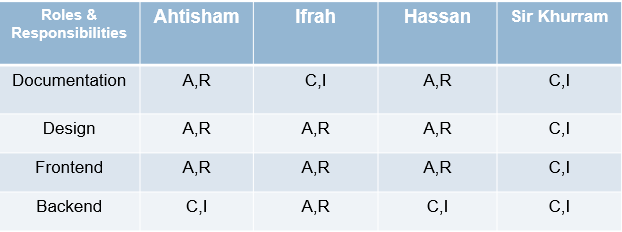 Roles & Responsibilities Ahtisham Ifrah Hassan Sir Khurram
Documentation A,R C,I A,R C,I
Design A,R A,R A,R C,I
Frontend A,R A,R A,R C,I
Backend C,I A,R C,I C,I